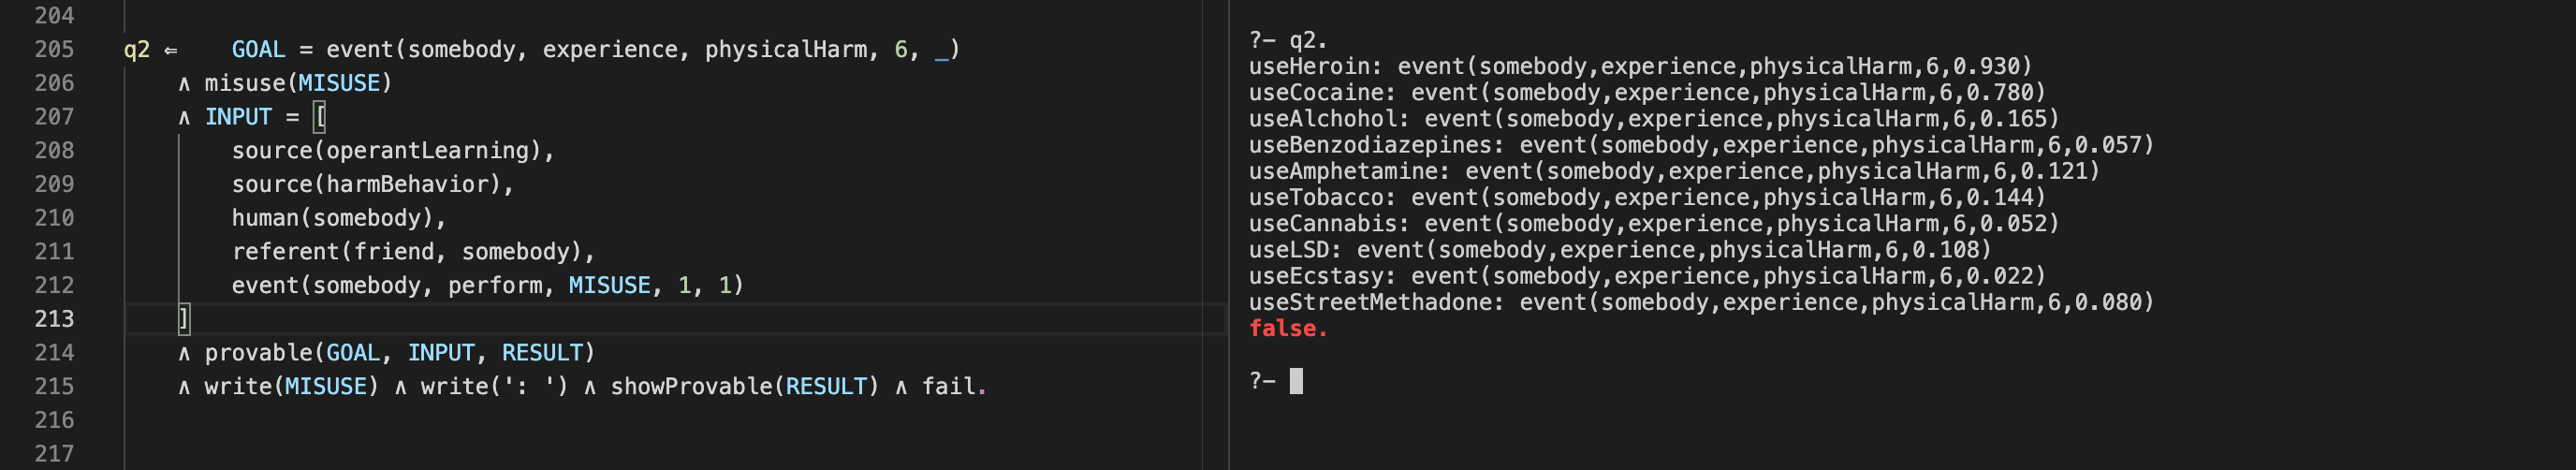 204
205 q2 ⇐ GOAL = event(somebody, experience, physicalHarm, 6, _)
206 ∧ misuse(MISUSE)
207 ∧ INPUT = [
208 source(operantLearning),
209 source(harmBehavior),
210 human(somebody),
211 referent(friend, somebody),
212 event(somebody, perform, MISUSE, 1, 1)
213 ]
214 ∧ provable(GOAL, INPUT, RESULT)
215 ∧ write(MISUSE) ∧ write(': ') ∧ showProvable(RESULT) ∧ fail.
216
217
?- q2.
useHeroin: event(somebody,experience,physicalHarm,6,0.930)
useCocaine: event(somebody,experience,physicalHarm,6,0.780)
useAlchohol: event(somebody,experience,physicalHarm,6,0.165)
useBenzodiazepines: event(somebody,experience,physicalHarm,6,0.057)
useAmphetamine: event(somebody,experience,physicalHarm,6,0.121)
useTobacco: event(somebody,experience,physicalHarm,6,0.144)
useCannabis: event(somebody,experience,physicalHarm,6,0.052)
useLSD: event(somebody,experience,physicalHarm,6,0.108)
useEcstasy: event(somebody,experience,physicalHarm,6,0.022)
useStreetMethadone: event(somebody,experience,physicalHarm,6,0.080)
false.
?-